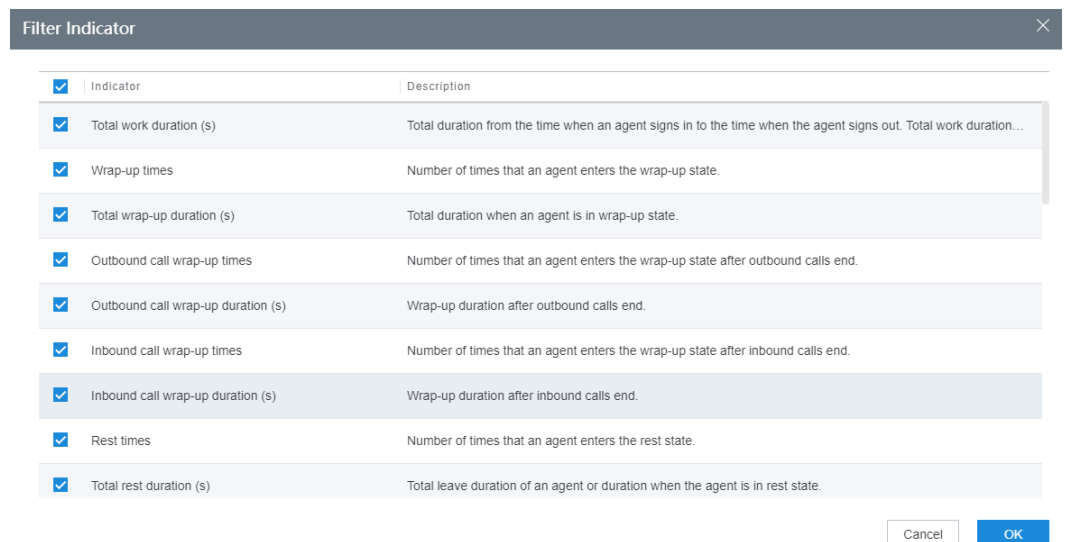 Filter Indicator
Indicator Description
Total work duration (s) Total duration from the time when an agent signs in to the time when the agent signs out. Total work duration…
Wrap-up times Number of times that an agent enters the wrap-up state.
Total wrap-up duration (s) Total duration when an agent is in wrap-up state.
Outbound call wrap-up times Number of times that an agent enters the wrap-up state after outbound calls end.
Outbound call wrap-up duration (s) Wrap-up duration after outbound calls end.
Inbound call wrap-up times Number of times that an agent enters the wrap-up state after inbound calls end.
Inbound call wrap-up duration (s) Wrap-up duration after inbound calls end.
Rest times Number of times that an agent enters the rest state.
Total rest duration (s) Total leave duration of an agent or duration when the agent is in rest state.
Cancel OK